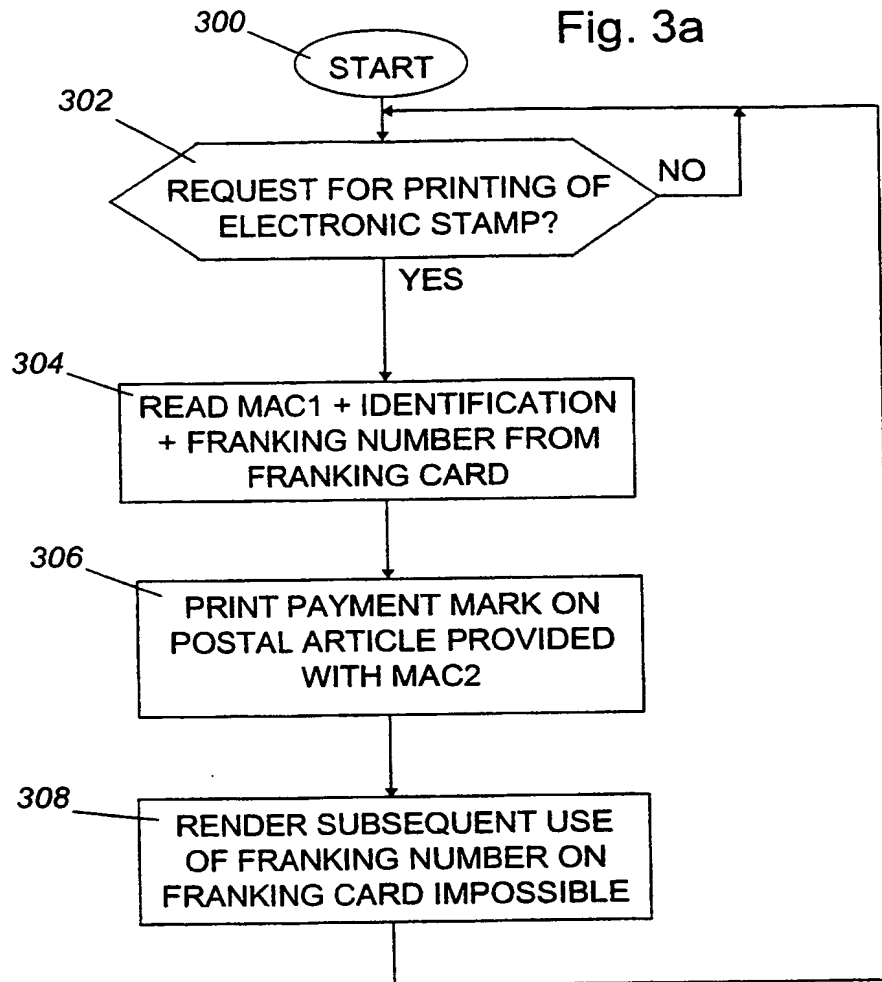 Fig. 3a
300
START
302
REQUEST FOR PRINTING OF
ELECTRONIC STAMP?
NO
YES
304
READ MAC1 + IDENTIFICATION
+ FRANKING NUMBER FROM
FRANKING CARD
306
PRINT PAYMENT MARK ON
POSTAL ARTICLE PROVIDED
WITH MAC2
308
RENDER SUBSEQUENT USE
OF FRANKING NUMBER ON
FRANKING CARD IMPOSSIBLE